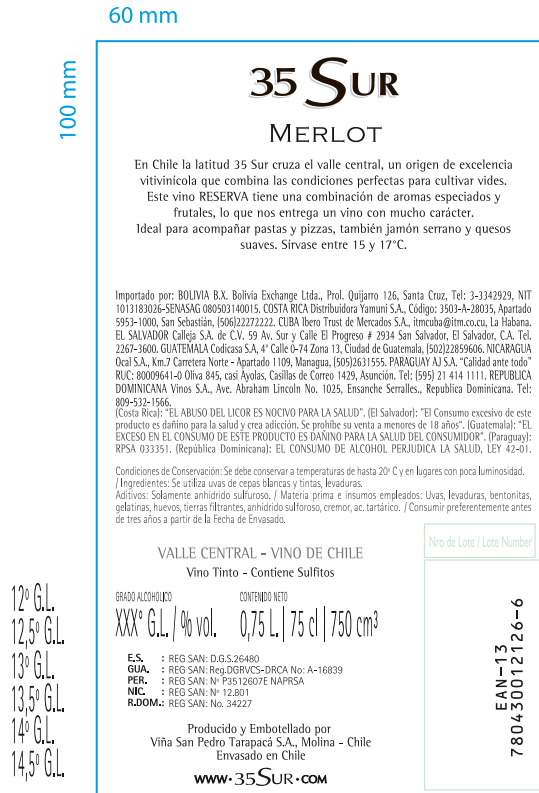 60 mm
100 mm
35 SUR
MERLOT
En Chile la latitud 35 Sur cruza el valle central, un origen de excelencia
vitivinícola que combina las condiciones perfectas para cultivar vides.
Este vino RESERVA tiene una combinación de aromas especiados y
frutales, lo que nos entrega un vino con mucho carácter.
Ideal para acompañar pastas y pizzas, también jamón serrano y quesos
suaves. Sírvase entre 15 y 17°C.
Importado por: BOLIVIA B.X. Bolivia Exchange Ltda., Prol. Quijarro 126, Santa Cruz, Tel: 3-3342929, NIT
1013183026-SENASAG 080503140015. COSTA RICA Distribuidora Yamuni S.A., Código: 3503-A-28035, Apartado
5953-1000, San Sebastián, (506)22272222. CUBA Ibero Trust de Mercados S.A., itmcuba@itm.co.cu, La Habana.
EL SALVADOR Calleja S.A. de C.V. 59 Av. Sur y Calle El Progreso # 2934 San Salvador, El Salvador, C.A. Tel.
2267-3600. GUATEMALA Codicasa S.A, 4° Calle 0-74 Zona 13, Ciudad de Guatemala, (502)22859606. NICARAGUA
Ocal S.A., Km.7 Carretera Norte - Apartado 1109, Managua, (505)2631555. PARAGUAY AJ S.A. "Calidad ante todo"
RUC: 80009641-0 Oliva 845, casi Ayolas, Casillas de Correo 1429, Asunción. Tel: (595) 21 414 1111. REPUBLICA
DOMINICANA Vinos S.A., Ave. Abraham Lincoln No. 1025, Ensanche Serralles., Republica Dominicana. Tel:
809-532-1566.
(Costa Rica): "EL ABUSO DEL LICOR ES NOCIVO PARA LA SALUD". (El Salvador): "El Consumo excesivo de este
producto es dañino para la salud y crea adicción. Se prohíbe su venta a menores de 18 años". (Guatemala): "EL
EXCESO EN EL CONSUMO DE ESTE PRODUCTO ES DAÑINO PARA LA SALUD DEL CONSUMIDOR". (Paraguay):
RPSA 033351. (República Dominicana): EL CONSUMO DE ALCOHOL PERJUDICA LA SALUD, LEY 42-01.
Condiciones de Conservación: Se debe conservar a temperaturas de hasta 20º C y en lugares con poca luminosidad.
/ Ingredientes: Se utiliza uvas de cepas blancas y tintas, levaduras.
Aditivos: Solamente anhídrido sulfuroso. / Materia prima e insumos empleados: Uvas, levaduras, bentonitas,
gelatinas, huevos, tierras filtrantes, anhídrido sulfuroso, cremor, ac. tartárico. / Consumir preferentemente antes
de tres años a partir de la Fecha de Envasado.
VALLE CENTRAL - VINO DE CHILE
Vino Tinto - Contiene Sulfitos
Nro de Lote / Lote Number
GRADO ALCOHOLICO
XXXº G.L. / % vol.
CONTENIDO NETO
0,75 L. | 75 cl | 750 cm³
12º G.L.
12,5º G.L.
13º G.L.
13,5º G.L.
14º G.L.
14,5º G.L.
E.S. : REG SAN: D.G.S.26480
GUA. : REG SAN: Reg.DGRVCS-DRCA No: A-16839
PER. : REG SAN: Nº P3512607E NAPRSA
NIC. : REG SAN: Nº 12.801
R.DOM.: REG SAN: No. 34227
EAN-13
780430012126-6
Producido y Embotellado por
Viña San Pedro Tarapacá S.A., Molina - Chile
Envasado en Chile
WWW·35SUR·COM